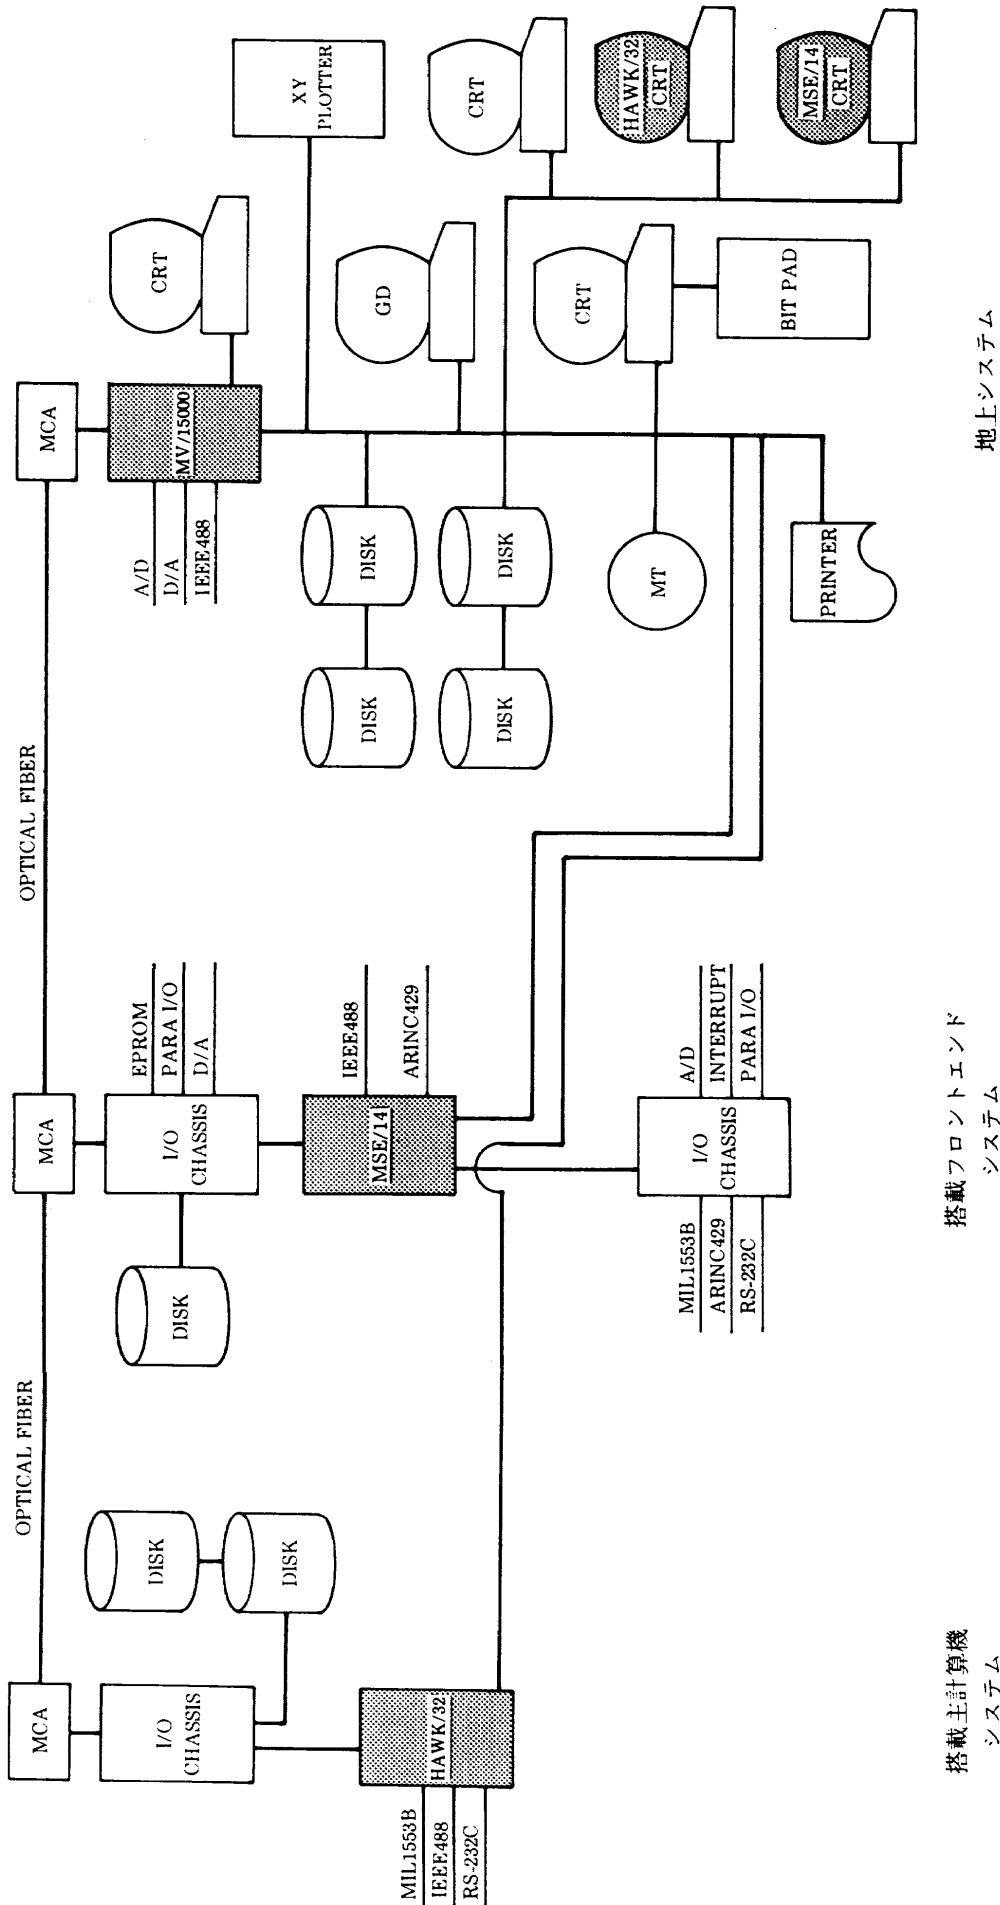 OPTICAL FIBER
OPTICAL FIBER
MCA
MCA
MCA
I/O
CHASSIS
DISK
DISK
HAWK/32
MIL1553B
IEEE488
RS-232C
I/O
CHASSIS
EPROM
PARA I/O
D/A
DISK
MSE/14
IEEE488
ARINC429
I/O
CHASSIS
MIL1553B
ARINC429
RS-232C
A/D
INTERRUPT
PARA I/O
MV/15000
A/D
D/A
IEEE488
CRT
XY
PLOTTER
DISK
DISK
GD
DISK
DISK
CRT
HAWK/32
CRT
MSE/14
CRT
MT
CRT
BIT PAD
PRINTER
搭載主計算機
システム
搭載フロントエンド
システム
地上システム